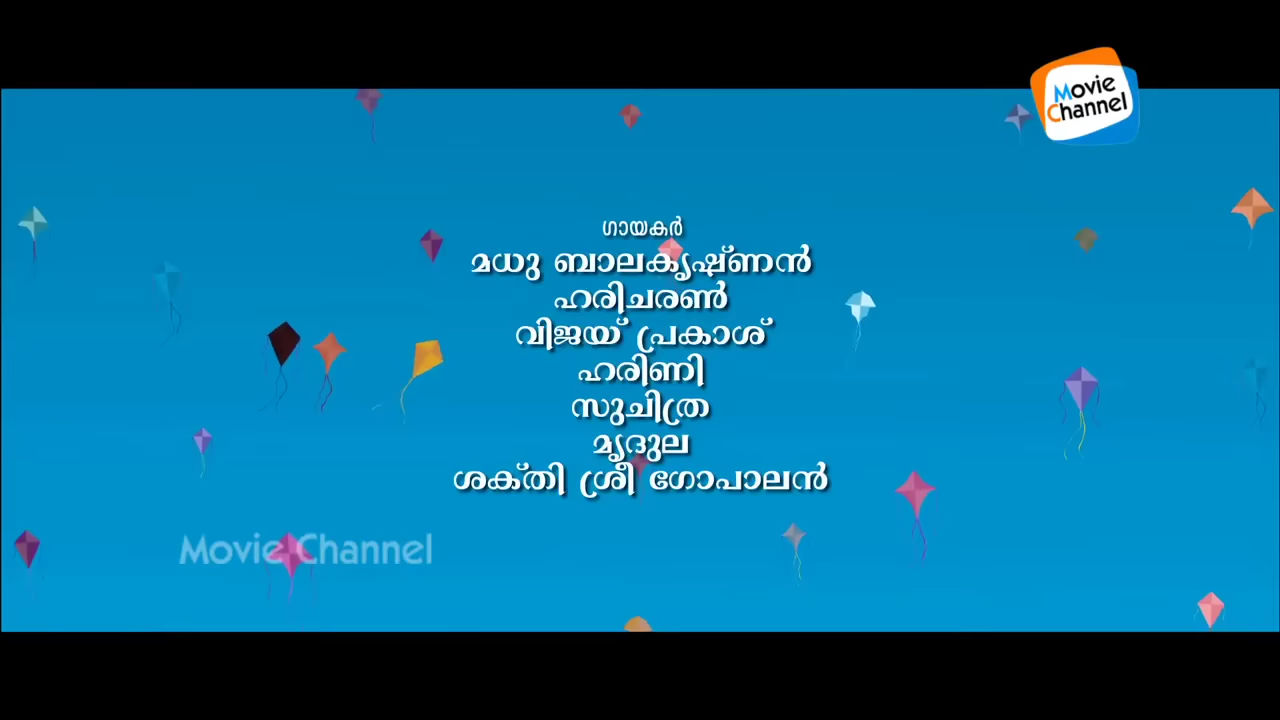 Movie
Channel
ഗായകർ
മധു ബാലകൃഷ്ണൻ
ഹരിചരൺ
വിജയ് പ്രകാശ്
ഹരിണി
സുചിത്ര
മൃദുല
ശക്തി ശ്രീ ഗോപാലൻ
Movie Channel